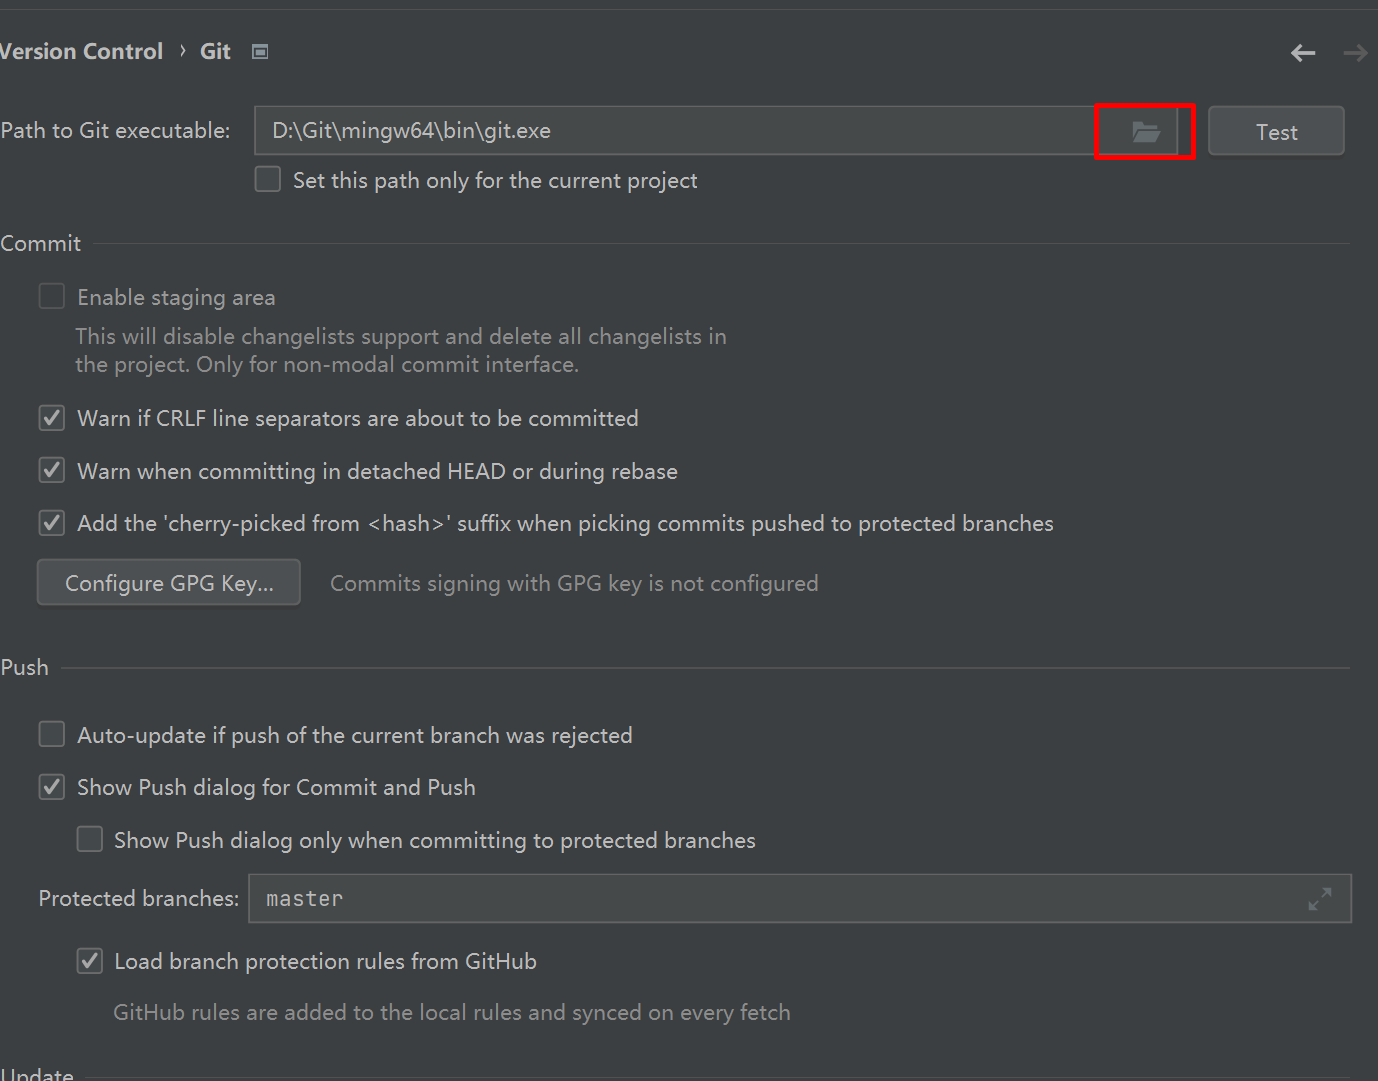 Version Control › Git
Path to Git executable: D:\Git\mingw64\bin\git.exe Test
Set this path only for the current project
Commit
Enable staging area
This will disable changelists support and delete all changelists in
the project. Only for non-modal commit interface.
Warn if CRLF line separators are about to be committed
Warn when committing in detached HEAD or during rebase
Add the 'cherry-picked from <hash>' suffix when picking commits pushed to protected branches
Configure GPG Key... Commits signing with GPG key is not configured
Push
Auto-update if push of the current branch was rejected
Show Push dialog for Commit and Push
Show Push dialog only when committing to protected branches
Protected branches: master
Load branch protection rules from GitHub
GitHub rules are added to the local rules and synced on every fetch
Update